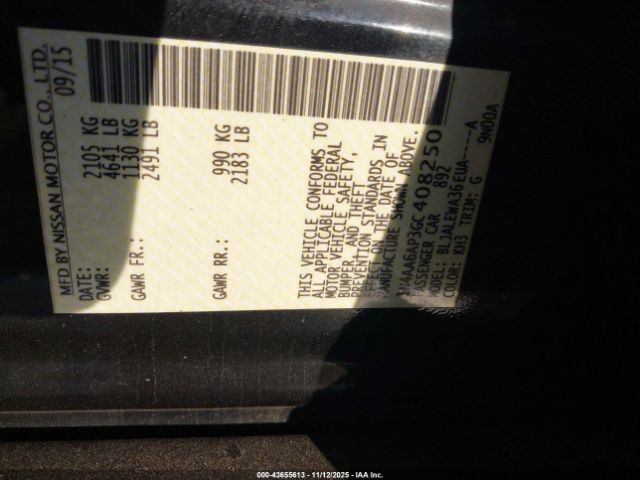 MFD BY NISSAN MOTOR CO., LTD.
DATE: 09/15
GVWR: 2105 KG
4641 LB
GAWR FR.: 1130 KG
2491 LB
GAWR RR.: 990 KG
2183 LB
THIS VEHICLE CONFORMS TO
ALL APPLICABLE FEDERAL
MOTOR VEHICLE SAFETY,
BUMPER, AND THEFT
PREVENTION STANDARDS IN
EFFECT ON THE DATE OF
MANUFACTURE SHOWN ABOVE.
1N4AA6AP3GC408250
PASSENGER CAR 892
MODEL: BLJALEWA36EUA-----A
COLOR: KH3 TRIM: G 9N00A
000-43655613 - 11/12/2025 - IAA Inc.